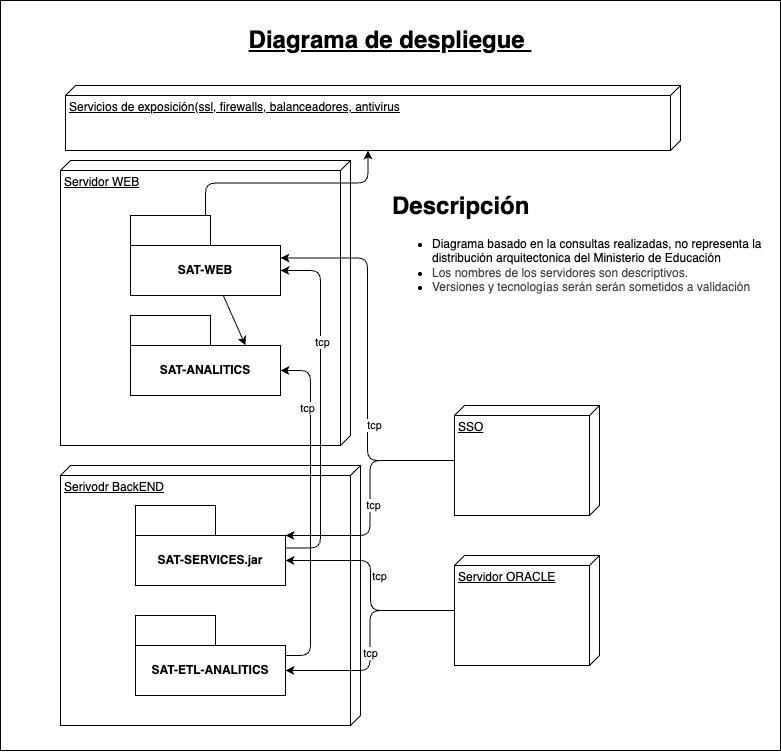 Diagrama de despliegue
Servicios de exposición(ssl, firewalls, balanceadores, antivirus
Servidor WEB
SAT-WEB
SAT-ANALITICS
Descripción
Diagrama basado en la consultas realizadas, no representa la
distribución arquitectonica del Ministerio de Educación
Los nombres de los servidores son descriptivos.
Versiones y tecnologías serán serán sometidos a validación
tcp
tcp
tcp
SSO
Serivodr BackEND
tcp
SAT-SERVICES.jar
tcp
Servidor ORACLE
tcp
SAT-ETL-ANALITICS